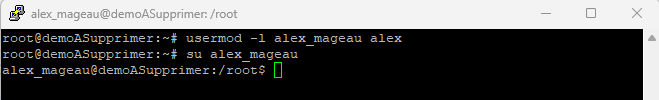 alex_mageau@demoASupprimer: /root
root@demoASupprimer:~# usermod -l alex_mageau alex
root@demoASupprimer:~# su alex_mageau
alex_mageau@demoASupprimer:/root$